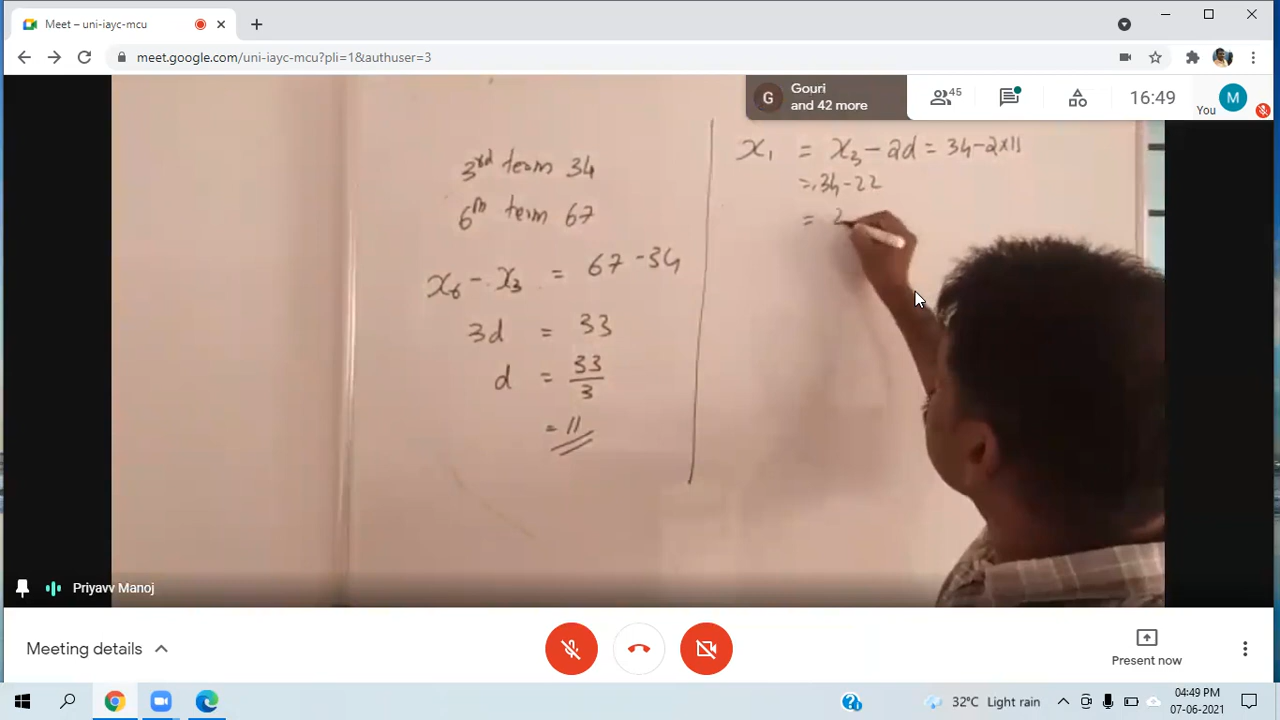 Meet – uni-iayc-mcu
meet.google.com/uni-iayc-mcu?pli=1&authuser=3
G
Gouri
and 42 more
45
16:49
You
M
3rd term 34
6th term 67
x₆ - x₃ = 67 - 34
3d = 33
d = 33/3
= 11
x₁ = x₃ - 2d = 34 - 2×11
= 34 - 22
= 2
Priyavv Manoj
Meeting details
Present now
32°C Light rain
04:49 PM
07-06-2021